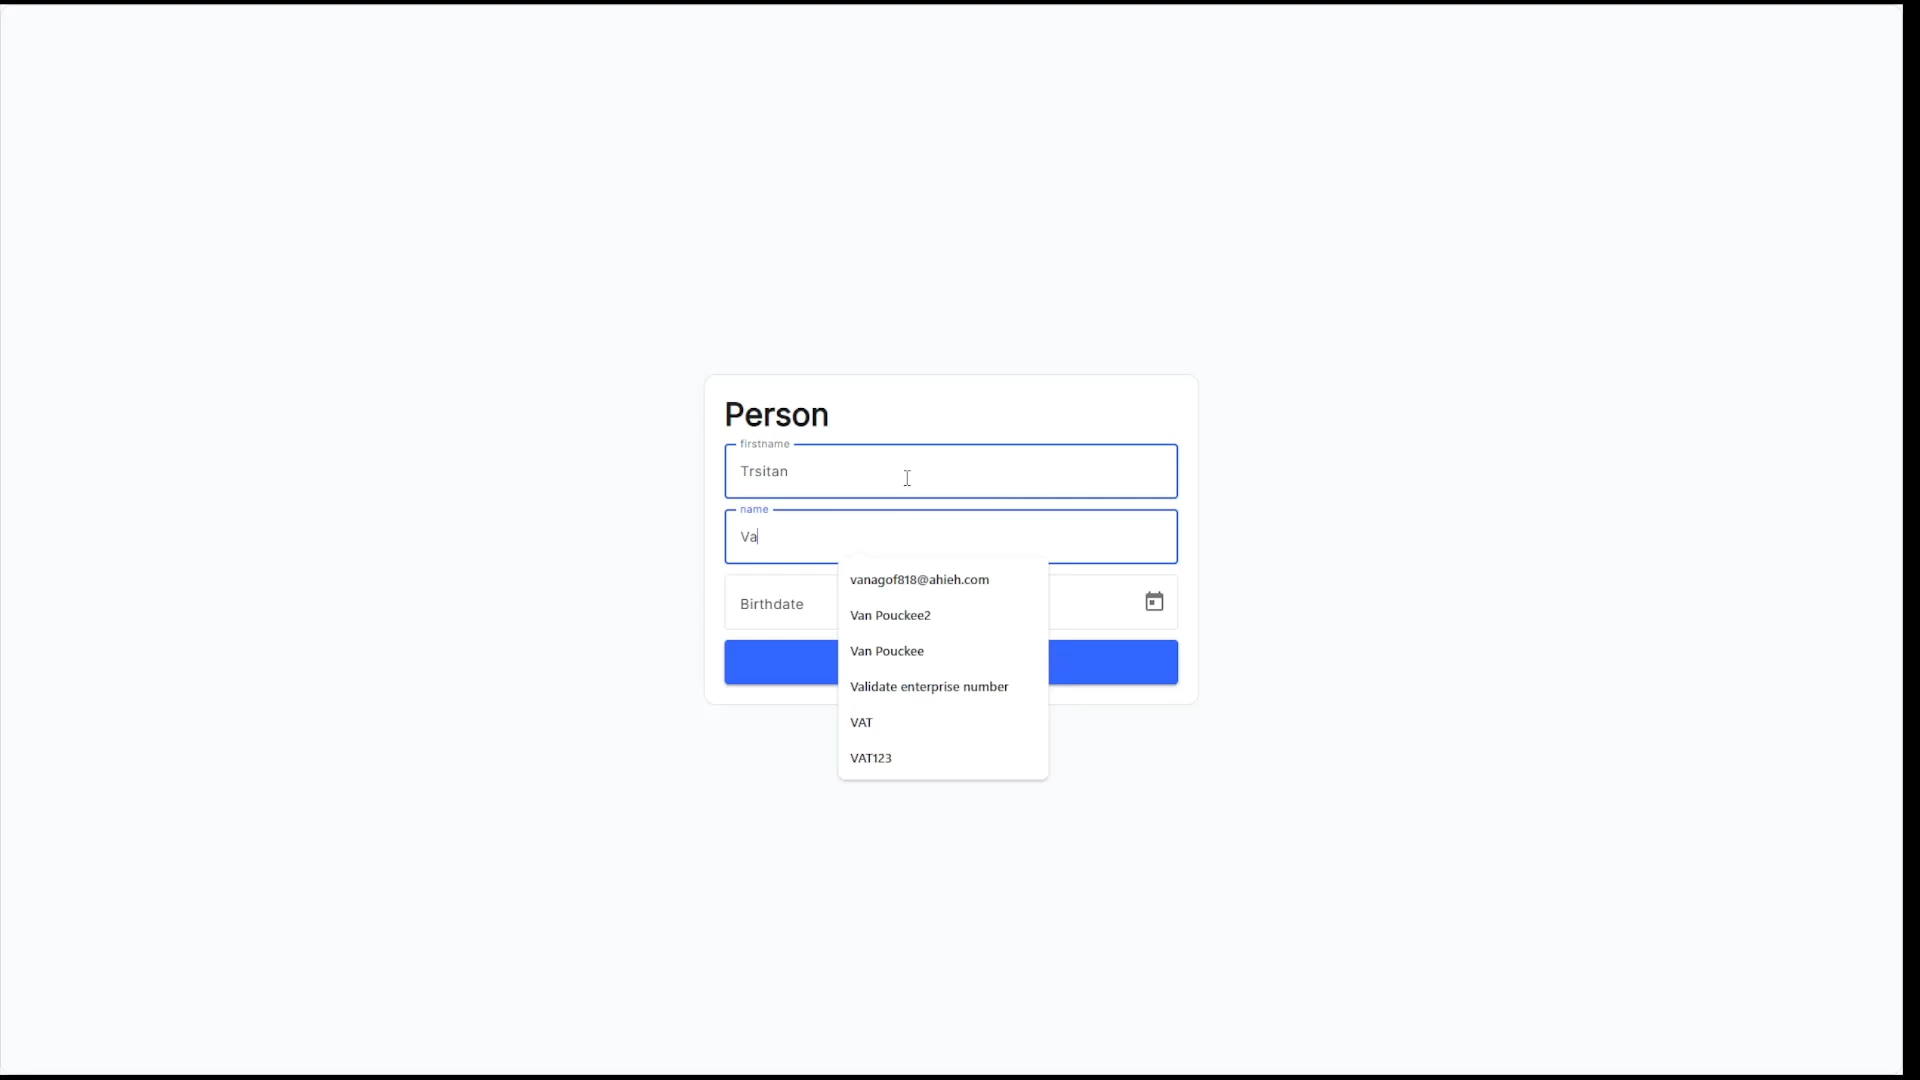 Person
firstname
Trsitan
name
Va
Birthdate
vanagof818@ahieh.com
Van Pouckee2
Van Pouckee
Validate enterprise number
VAT
VAT123